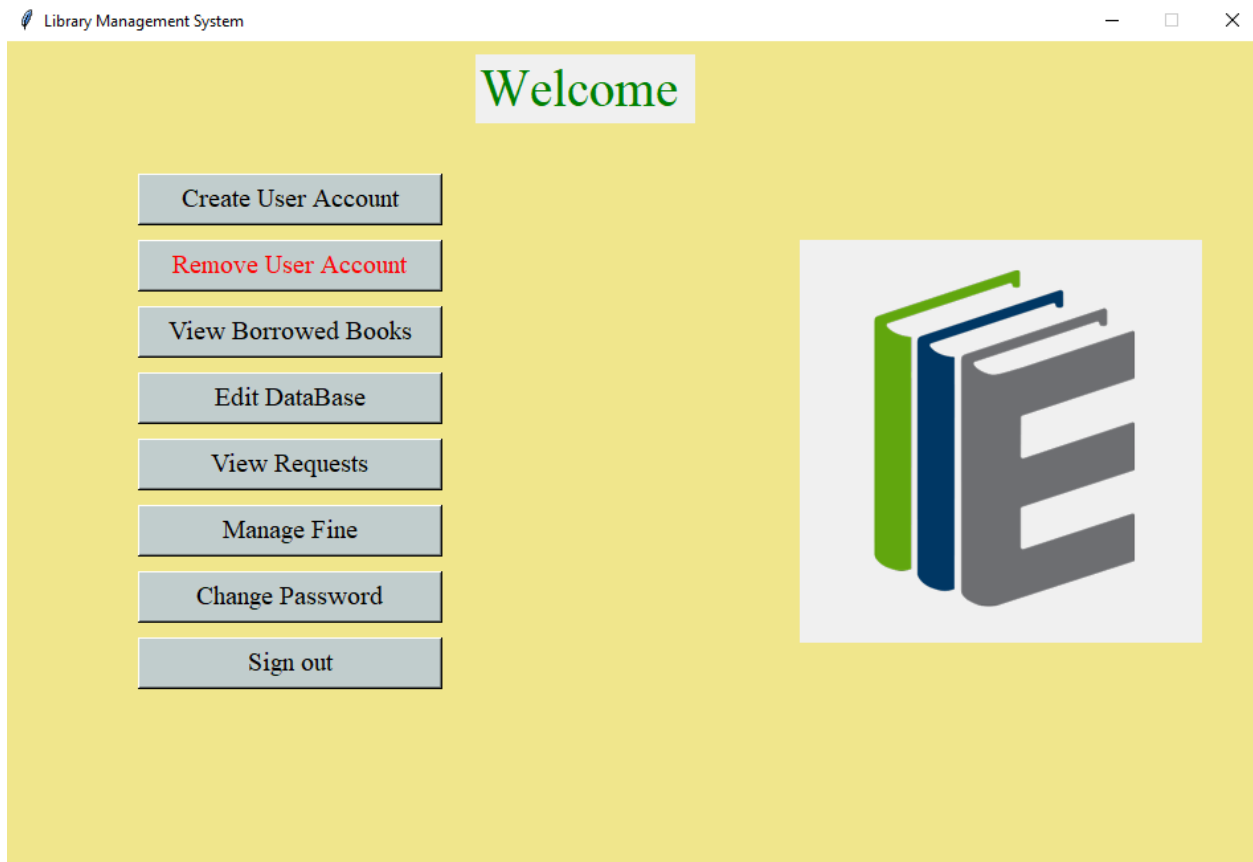 Library Management System
Welcome
Create User Account
Remove User Account
View Borrowed Books
Edit DataBase
View Requests
Manage Fine
Change Password
Sign out
E